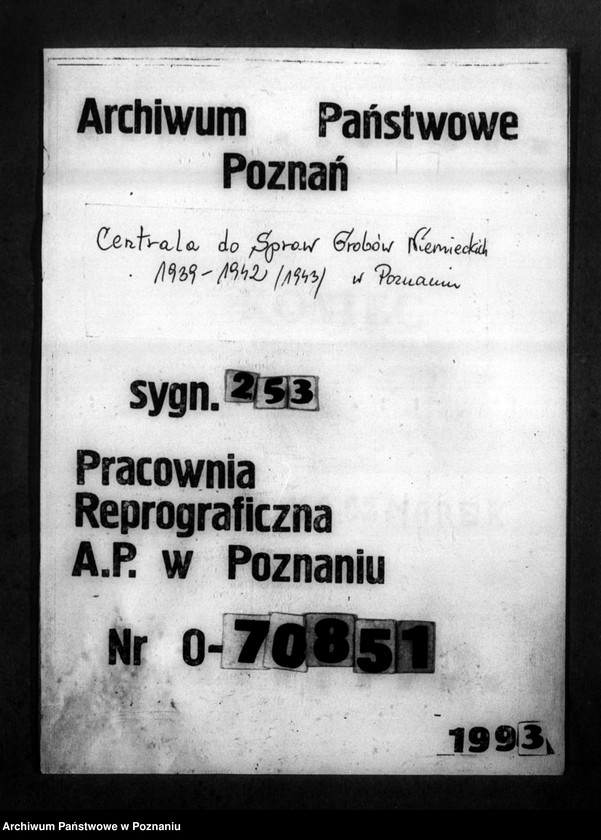 Archiwum Państwowe
Poznań
Centrala do Spraw Grobów Niemieckich
1939-1942 /1943/ w Poznaniu
sygn. 253
Pracownia
Reprograficzna
A.P. w Poznaniu
Nr O-70851
1993
Archiwum Państwowe w Poznaniu